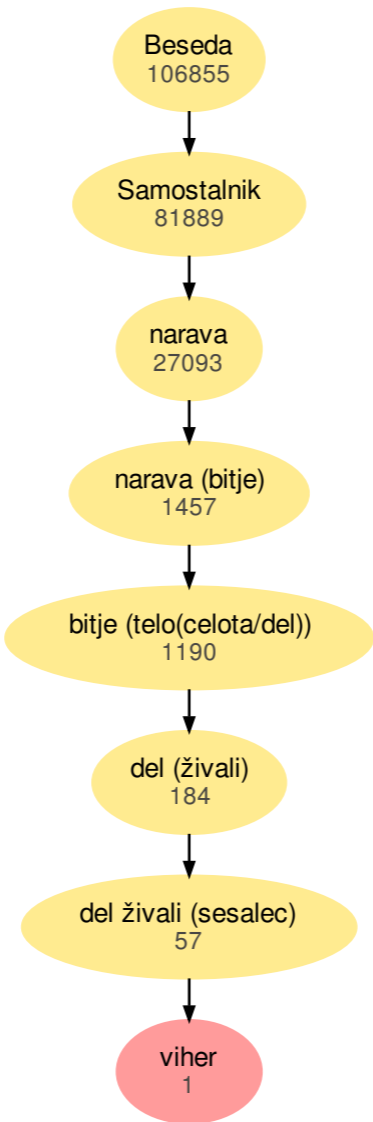 Beseda
106855
Samostalnik
81889
narava
27093
narava (bitje)
1457
bitje (telo(celota/del))
1190
del (živali)
184
del živali (sesalec)
57
viher
1